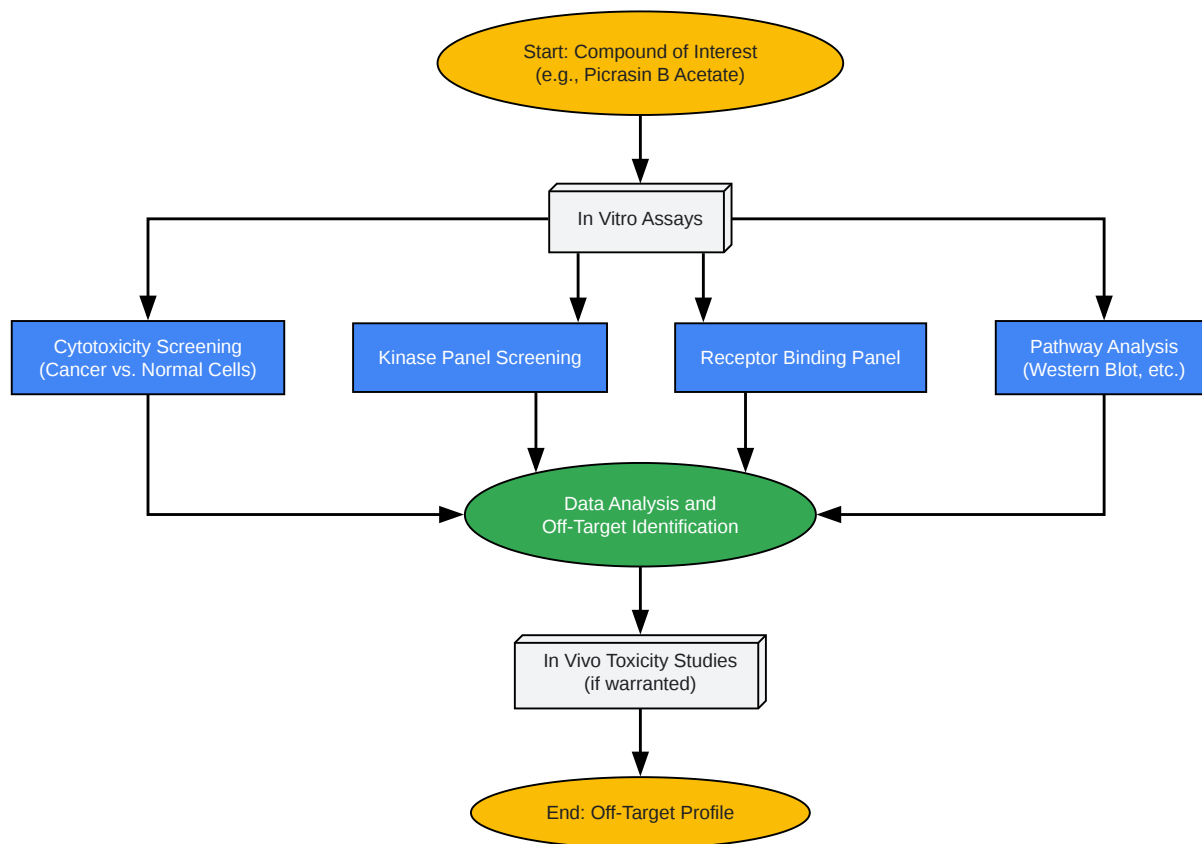 Start: Compound of Interest
(e.g., Picrasin B Acetate)
In Vitro Assays
Cytotoxicity Screening
(Cancer vs. Normal Cells)
Kinase Panel Screening
Receptor Binding Panel
Pathway Analysis
(Western Blot, etc.)
Data Analysis and
Off-Target Identification
In Vivo Toxicity Studies
(if warranted)
End: Off-Target Profile